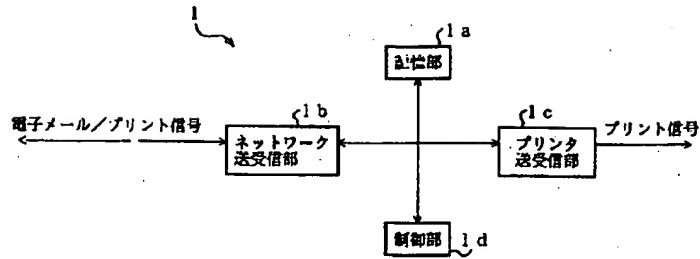 1
1a
記憶部
電子メール／プリント信号
1b
ネットワーク
送受信部
1c
プリンタ
送受信部
プリント信号
制御部
1d